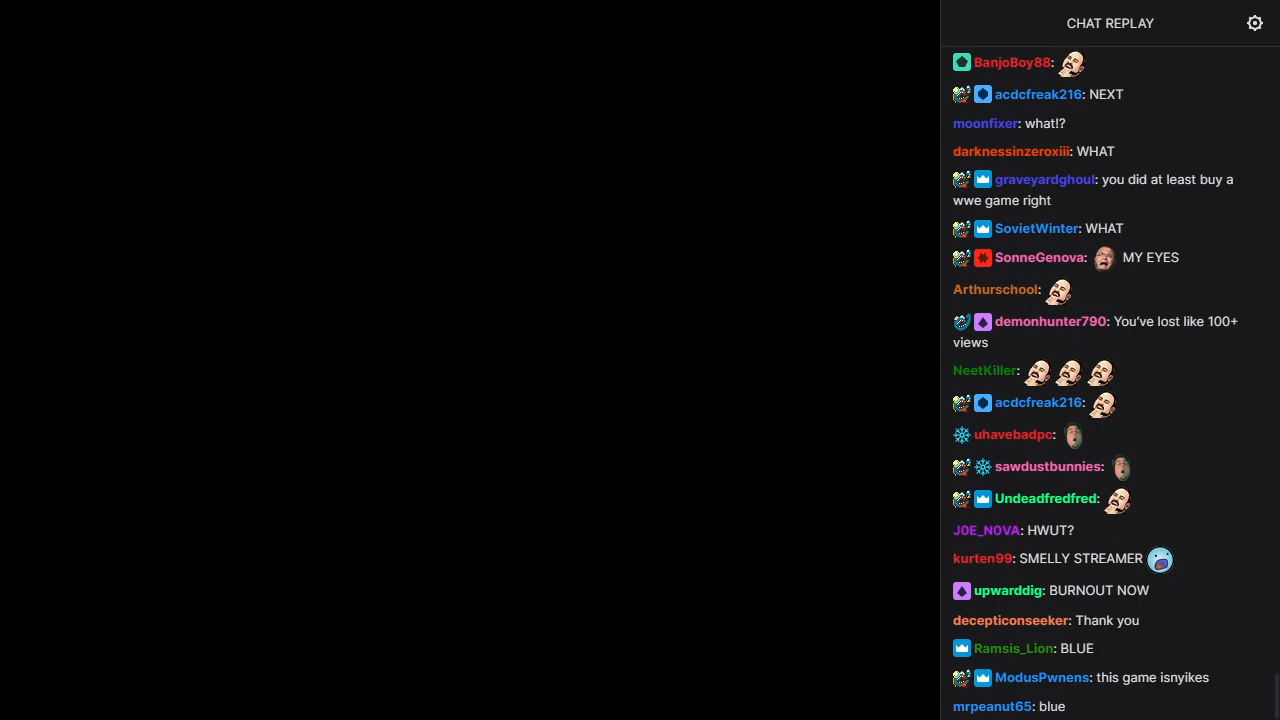 CHAT REPLAY
BanjoBoy88:
acdcfreak216: NEXT
moonfixer: what!?
darknessinzeroxiii: WHAT
graveyardghoul: you did at least buy a
wwe game right
SovietWinter: WHAT
SonneGenova: MY EYES
Arthurschool:
demonhunter790: You've lost like 100+
views
NeetKiller:
acdcfreak216:
uhavebadpc:
sawdustbunnies:
Undeadfredfred:
J0E_N0VA: HWUT?
kurten99: SMELLY STREAMER
upwarddig: BURNOUT NOW
decepticonseeker: Thank you
Ramsis_Lion: BLUE
ModusPwnens: this game isnyikes
mrpeanut65: blue